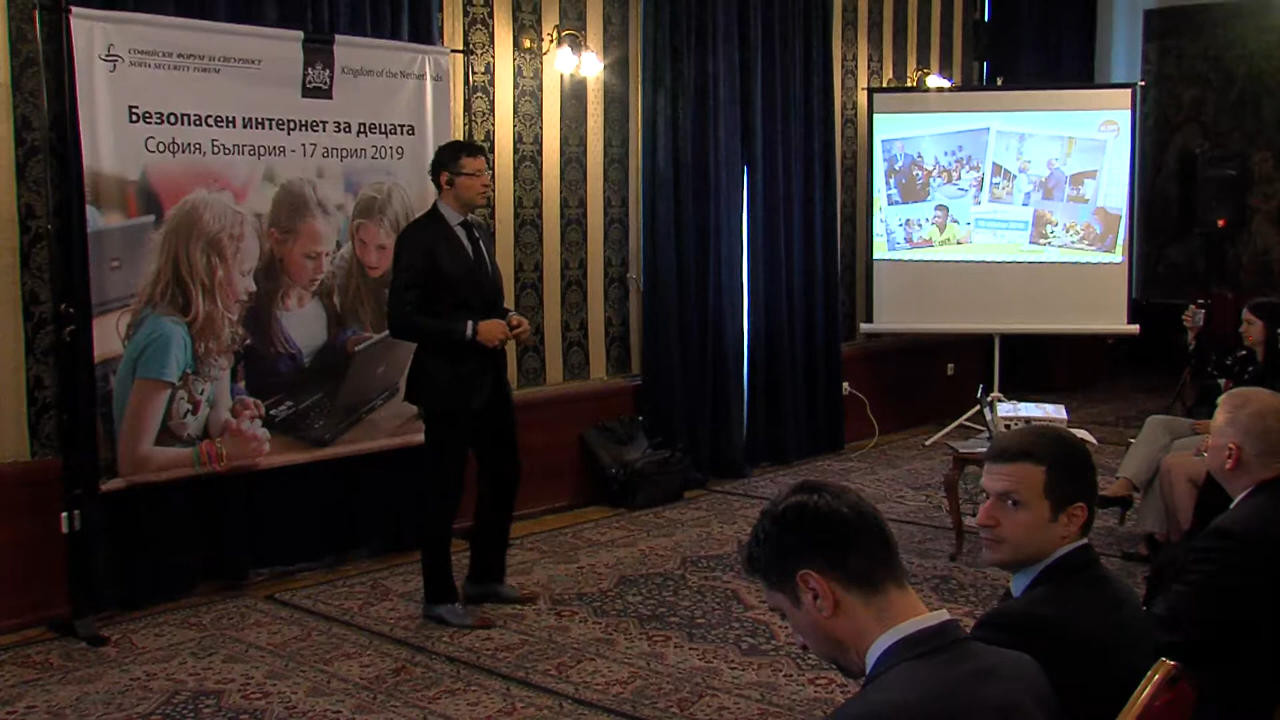 СОФИЙСКИ ФОРУМ ЗА СИГУРНОСТ
SOFIA SECURITY FORUM
Kingdom of the Netherlands
Безопасен интернет за децата
София, България - 17 април 2019